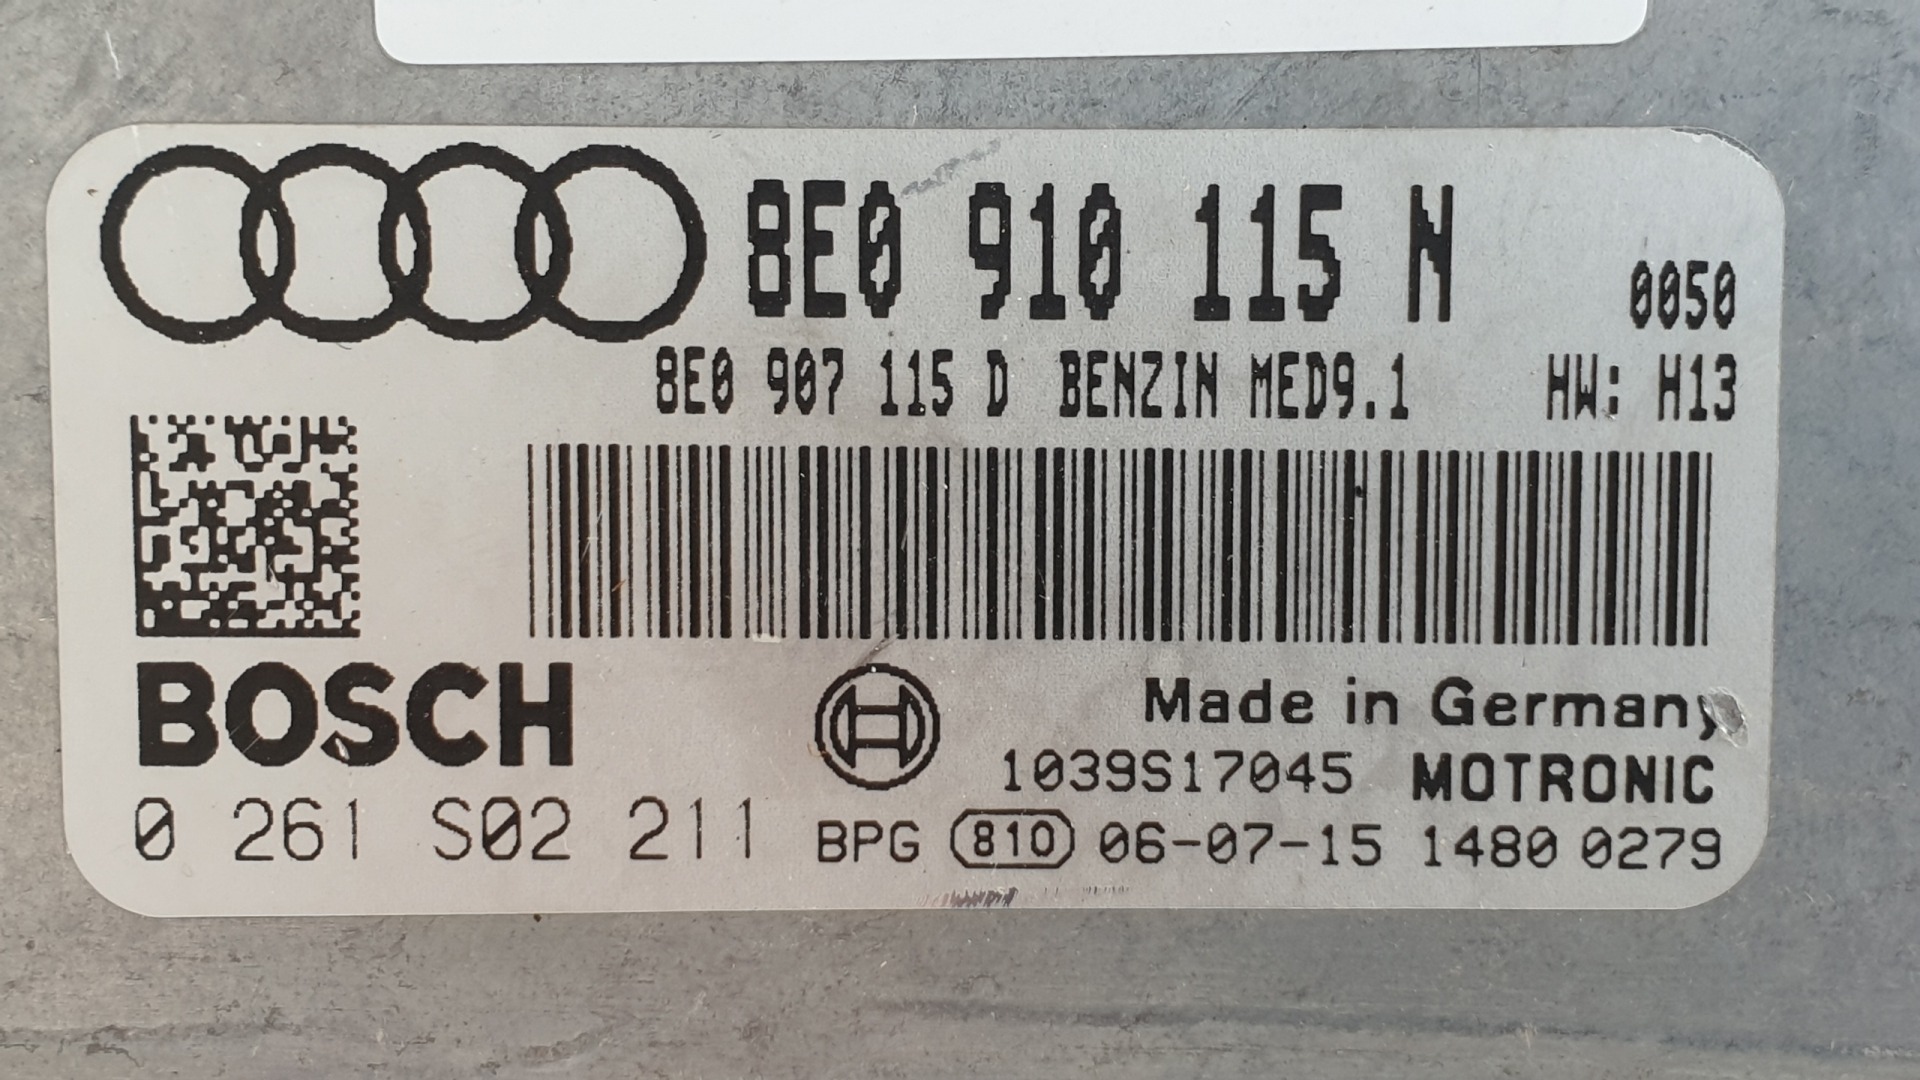 8E0 910 115 N 0050
8E0 907 115 D BENZIN MED9.1 HW: H13
BOSCH
Made in Germany
1039S17045 MOTRONIC
0 261 S02 211 BPG 810 06-07-15 1480 0279